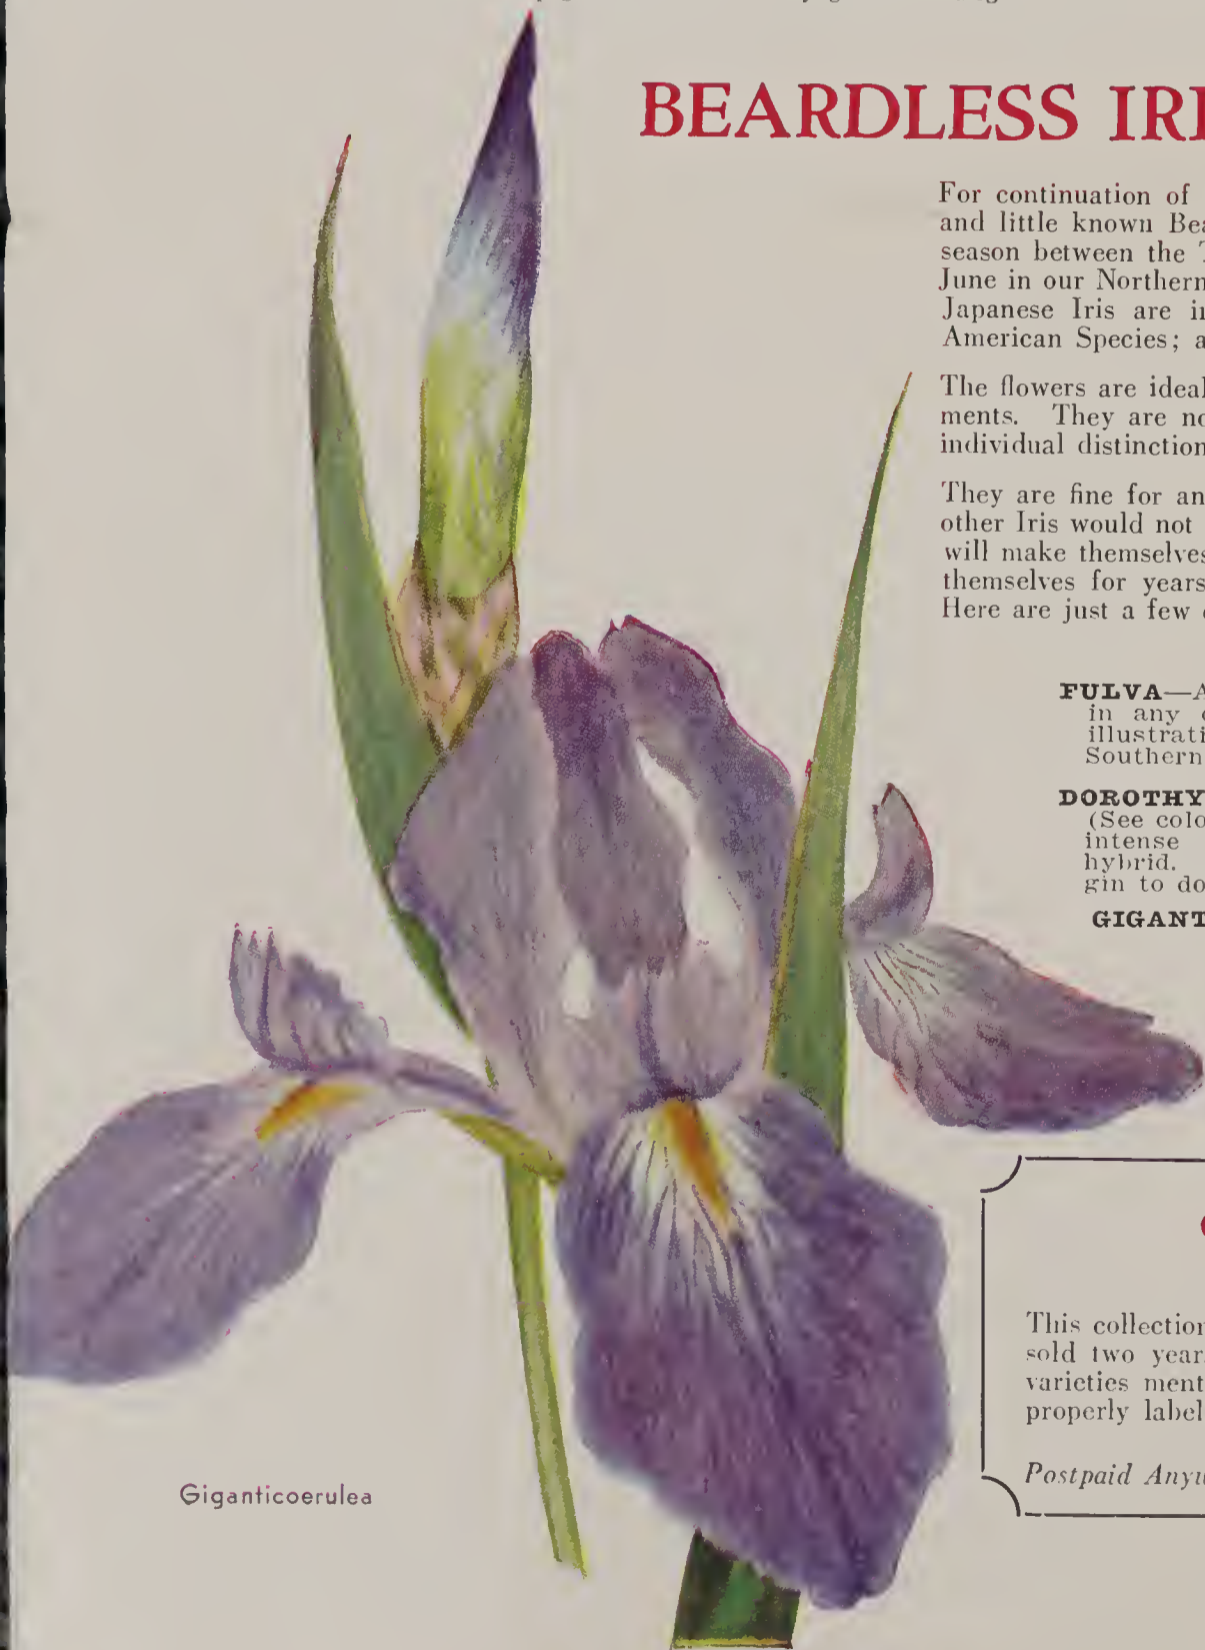 BEARDLESS IRI
For continuation of
and little known Bea
season between the T
June in our Northern
Japanese Iris are in
American Species; a
The flowers are ideal
ments. They are no
individual distinction
They are fine for an
other Iris would not
will make themselves
themselves for years
Here are just a few
FULVA—A
in any
illustrati
Southern
DOROTHY
(See colo
intense
hybrid.
gin to do
GIGANT
This collection
sold two year
varieties ment
properly label
Postpaid Anyw
Giganticoerulea